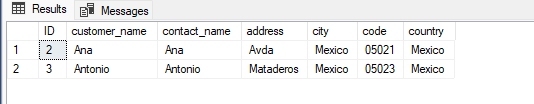 Results Messages
ID customer_name contact_name address city code country
1 2 Ana Ana Avda Mexico 05021 Mexico
2 3 Antonio Antonio Mataderos Mexico 05023 Mexico